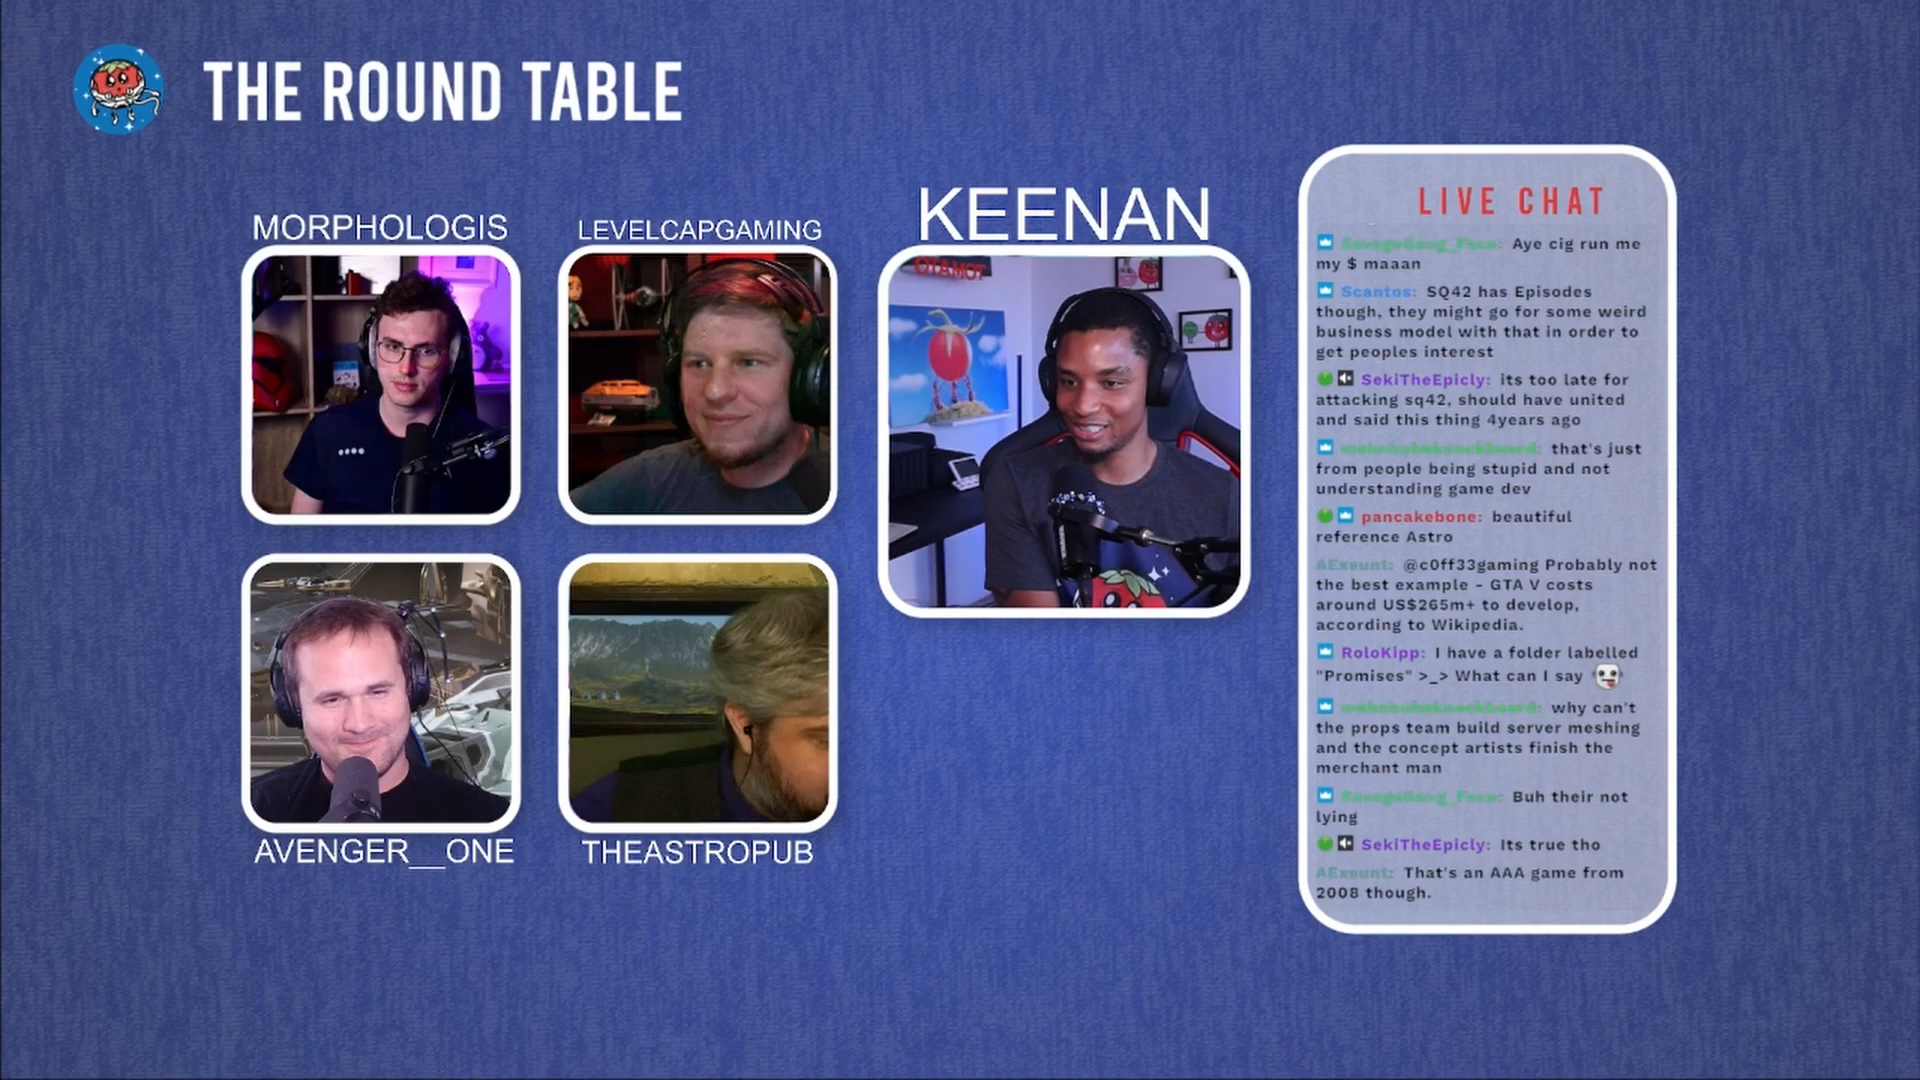 THE ROUND TABLE
MORPHOLOGIS
LEVELCAPGAMING
KEENAN
OTAMOT
AVENGER__ONE
THEASTROPUB
LIVE CHAT
SavageGang_Face: Aye cig run me
my $ maaan
Scantos: SQ42 has Episodes
though, they might go for some weird
business model with that in order to
get peoples interest
SekiTheEpicly: its too late for
attacking sq42, should have united
and said this thing 4years ago
that's just
from people being stupid and not
understanding game dev
pancakebone: beautiful
reference Astro
AExeunt: @c0ff33gaming Probably not
the best example - GTA V costs
around US$265m+ to develop,
according to Wikipedia.
RoloKipp: I have a folder labelled
"Promises" >_> What can I say
why can't
the props team build server meshing
and the concept artists finish the
merchant man
SavageGang_Face: Buh their not
lying
SekiTheEpicly: Its true tho
AExeunt: That's an AAA game from
2008 though.